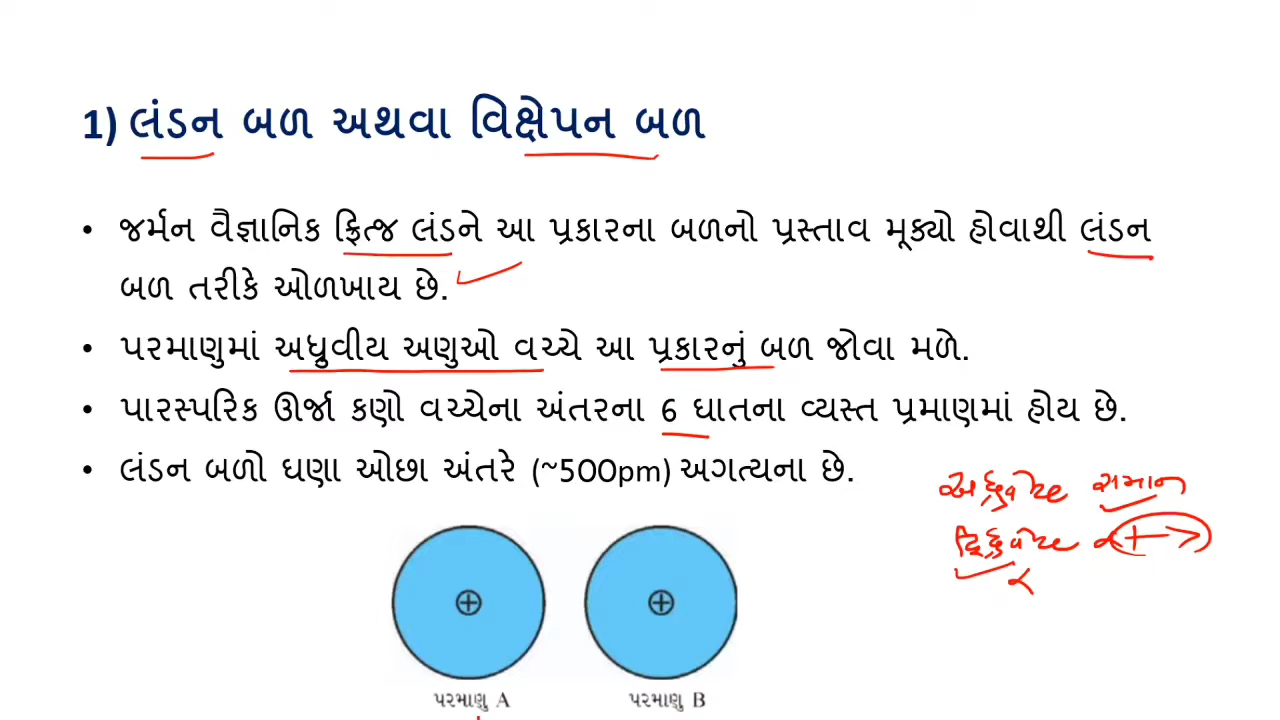 1) લંડન બળ અથવા વિક્ષેપન બળ
• જર્મન વૈજ્ઞાનિક ફ્રિત્જ લંડને આ પ્રકારના બળનો પ્રસ્તાવ મૂક્યો હોવાથી લંડન
બળ તરીકે ઓળખાય છે.
• પરમાણુમાં અધ્રુવીય અણુઓ વચ્ચે આ પ્રકારનું બળ જોવા મળે.
• પારસ્પરિક ઊર્જા કણો વચ્ચેના અંતરના 6 ઘાતના વ્યસ્ત પ્રમાણમાં હોય છે.
• લંડન બળો ઘણા ઓછા અંતરે (~500pm) અગત્યના છે.
અધ્રુવીય સમાન
દ્વિધ્રુવીય
+ +
પરમાણુ A પરમાણુ B